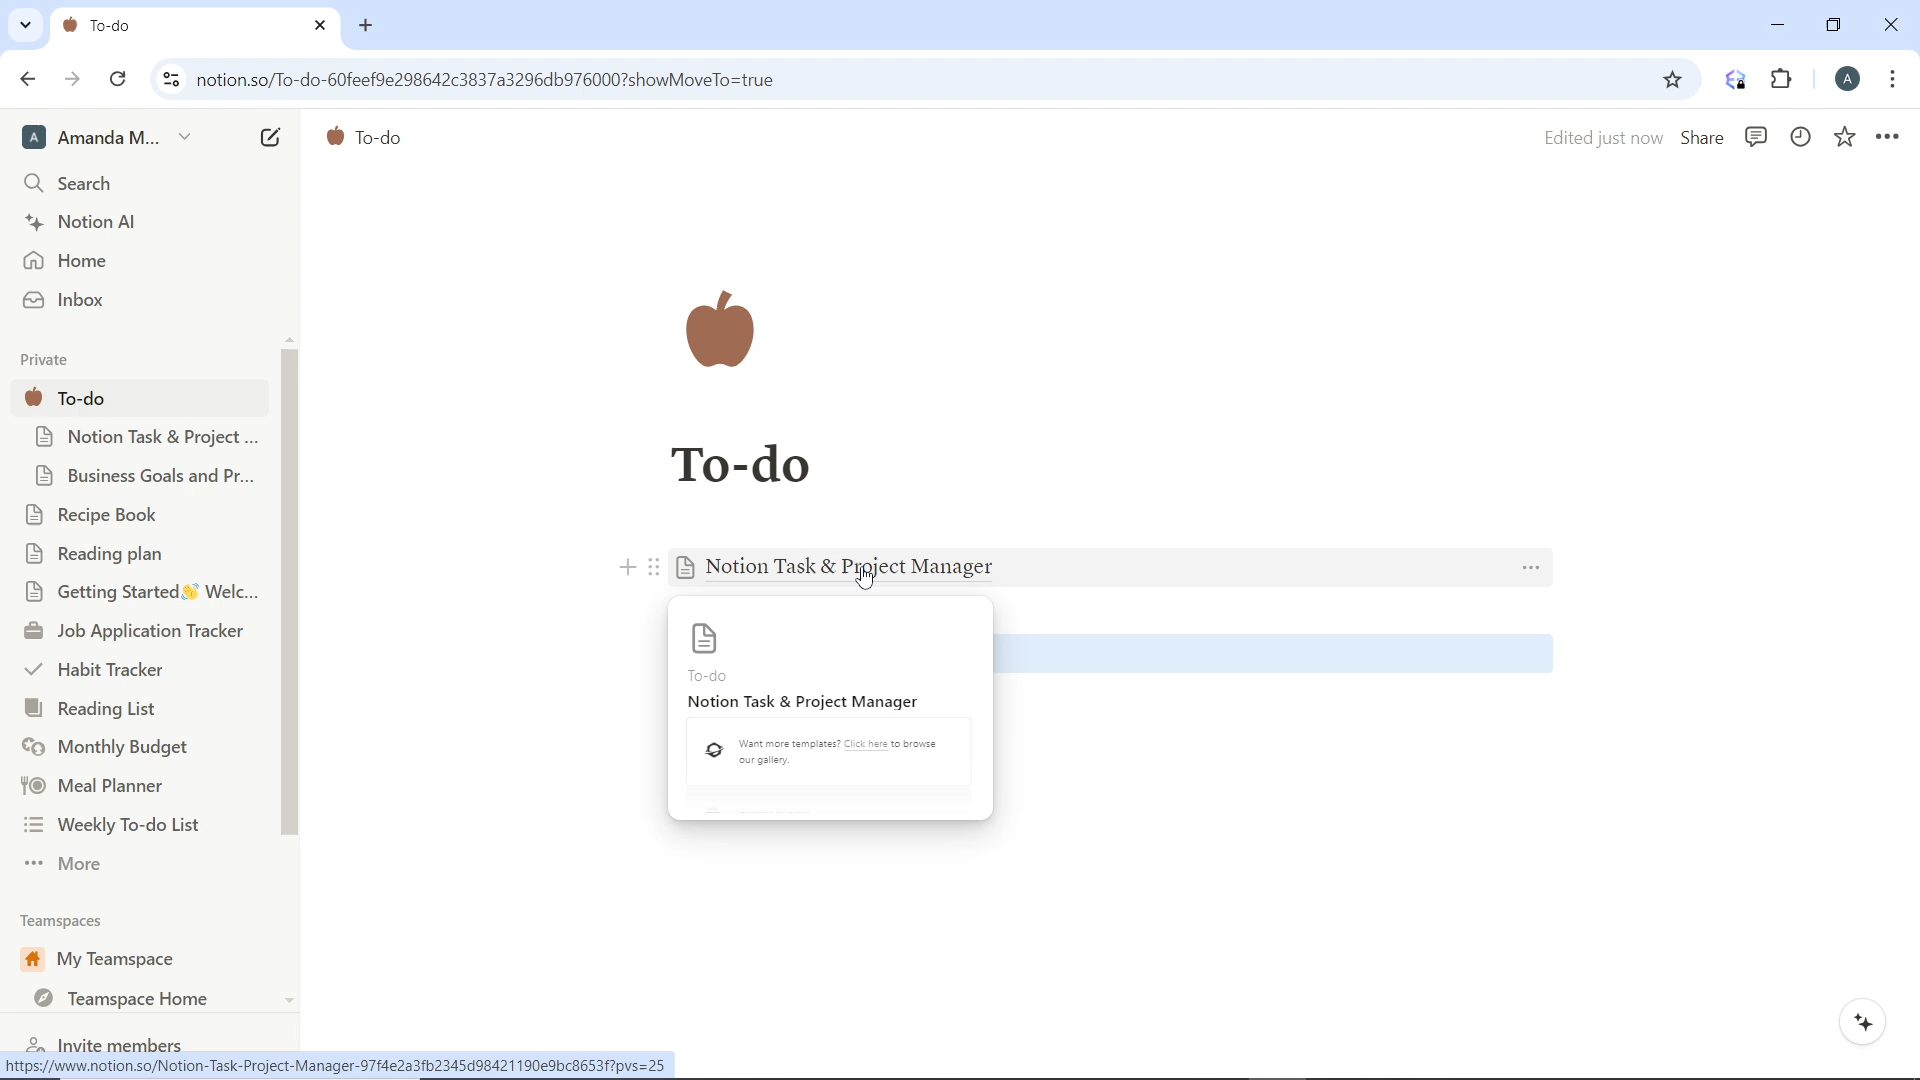 To-do
notion.so/To-do-60feef9e298642c3837a3296db976000?showMoveTo=true
A
A Amanda M...
To-do
Edited just now Share
Search
Notion AI
Home
Inbox
Private
To-do
Notion Task & Project ...
Business Goals and Pr...
Recipe Book
Reading plan
Getting Started👋 Welc...
Job Application Tracker
Habit Tracker
Reading List
Monthly Budget
Meal Planner
Weekly To-do List
More
Teamspaces
My Teamspace
Teamspace Home
Invite members
To-do
Notion Task & Project Manager
To-do
Notion Task & Project Manager
Want more templates? Click here to browse
our gallery.
https://www.notion.so/Notion-Task-Project-Manager-97f4e2a3fb2345d98421190e9bc8653f?pvs=25